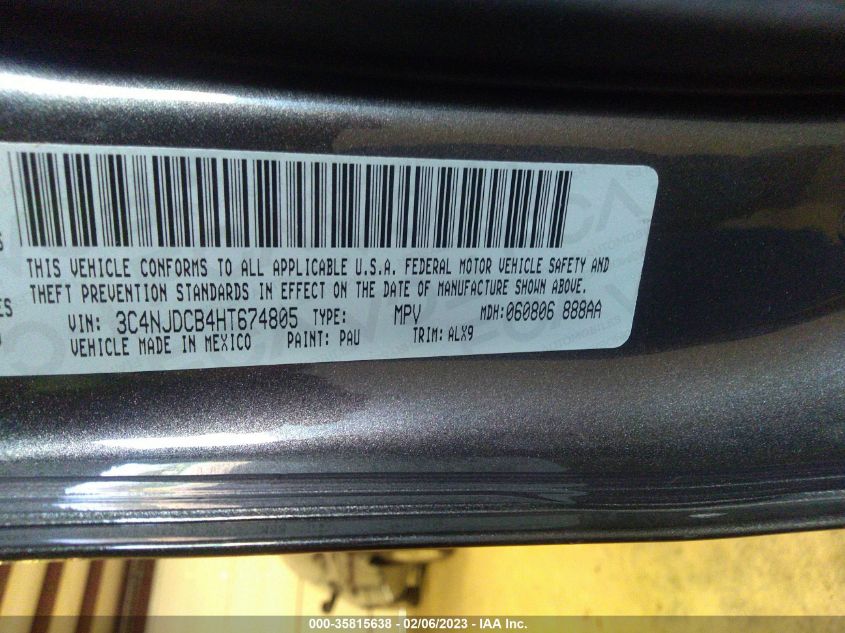 THIS VEHICLE CONFORMS TO ALL APPLICABLE U.S.A. FEDERAL MOTOR VEHICLE SAFETY AND
THEFT PREVENTION STANDARDS IN EFFECT ON THE DATE OF MANUFACTURE SHOWN ABOVE.
VIN: 3C4NJDCB4HT674805 TYPE: MPV MDH: 060806 888AA
VEHICLE MADE IN MEXICO PAINT: PAU TRIM: ALX9
000-35815638 - 02/06/2023 - IAA Inc.